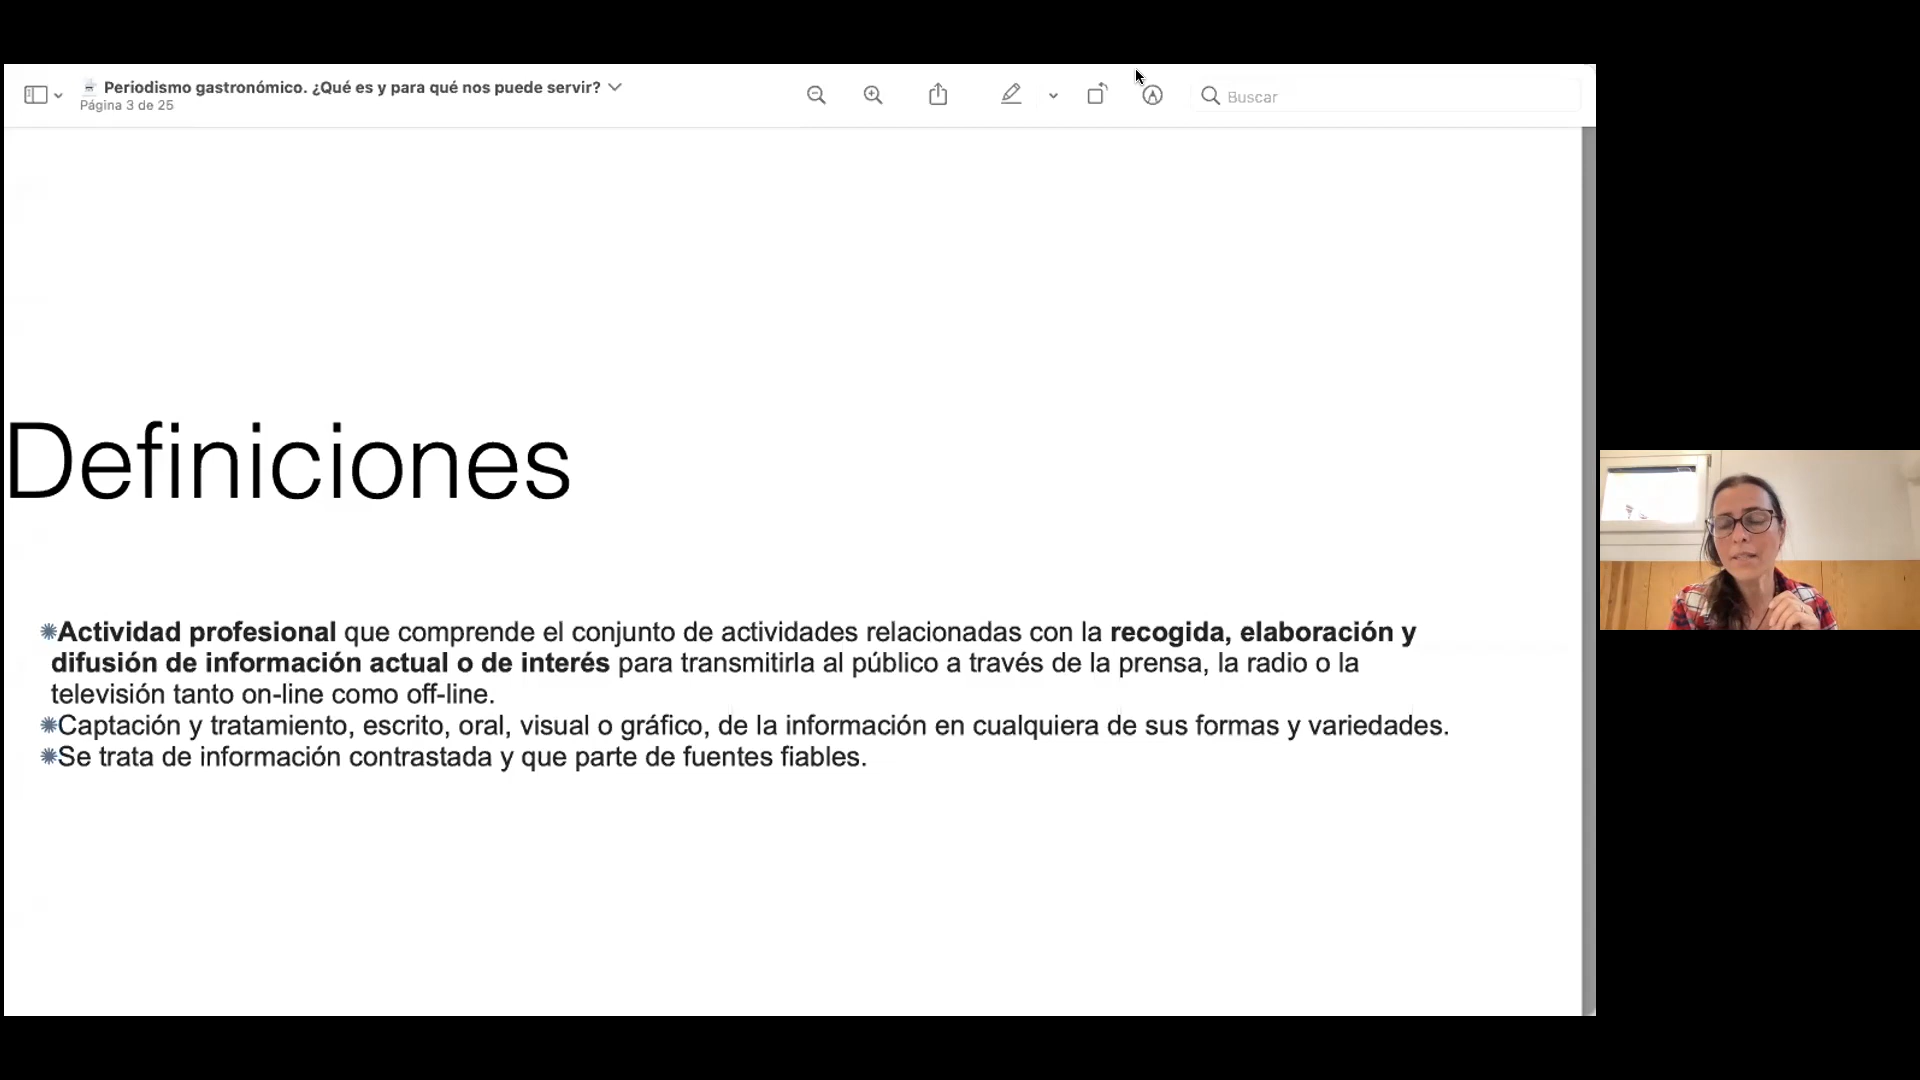 Periodismo gastronómico. ¿Qué es y para qué nos puede servir?
Página 3 de 25
Buscar
Definiciones
Actividad profesional que comprende el conjunto de actividades relacionadas con la recogida, elaboración y
difusión de información actual o de interés para transmitirla al público a través de la prensa, la radio o la
televisión tanto on-line como off-line.
Captación y tratamiento, escrito, oral, visual o gráfico, de la información en cualquiera de sus formas y variedades.
Se trata de información contrastada y que parte de fuentes fiables.